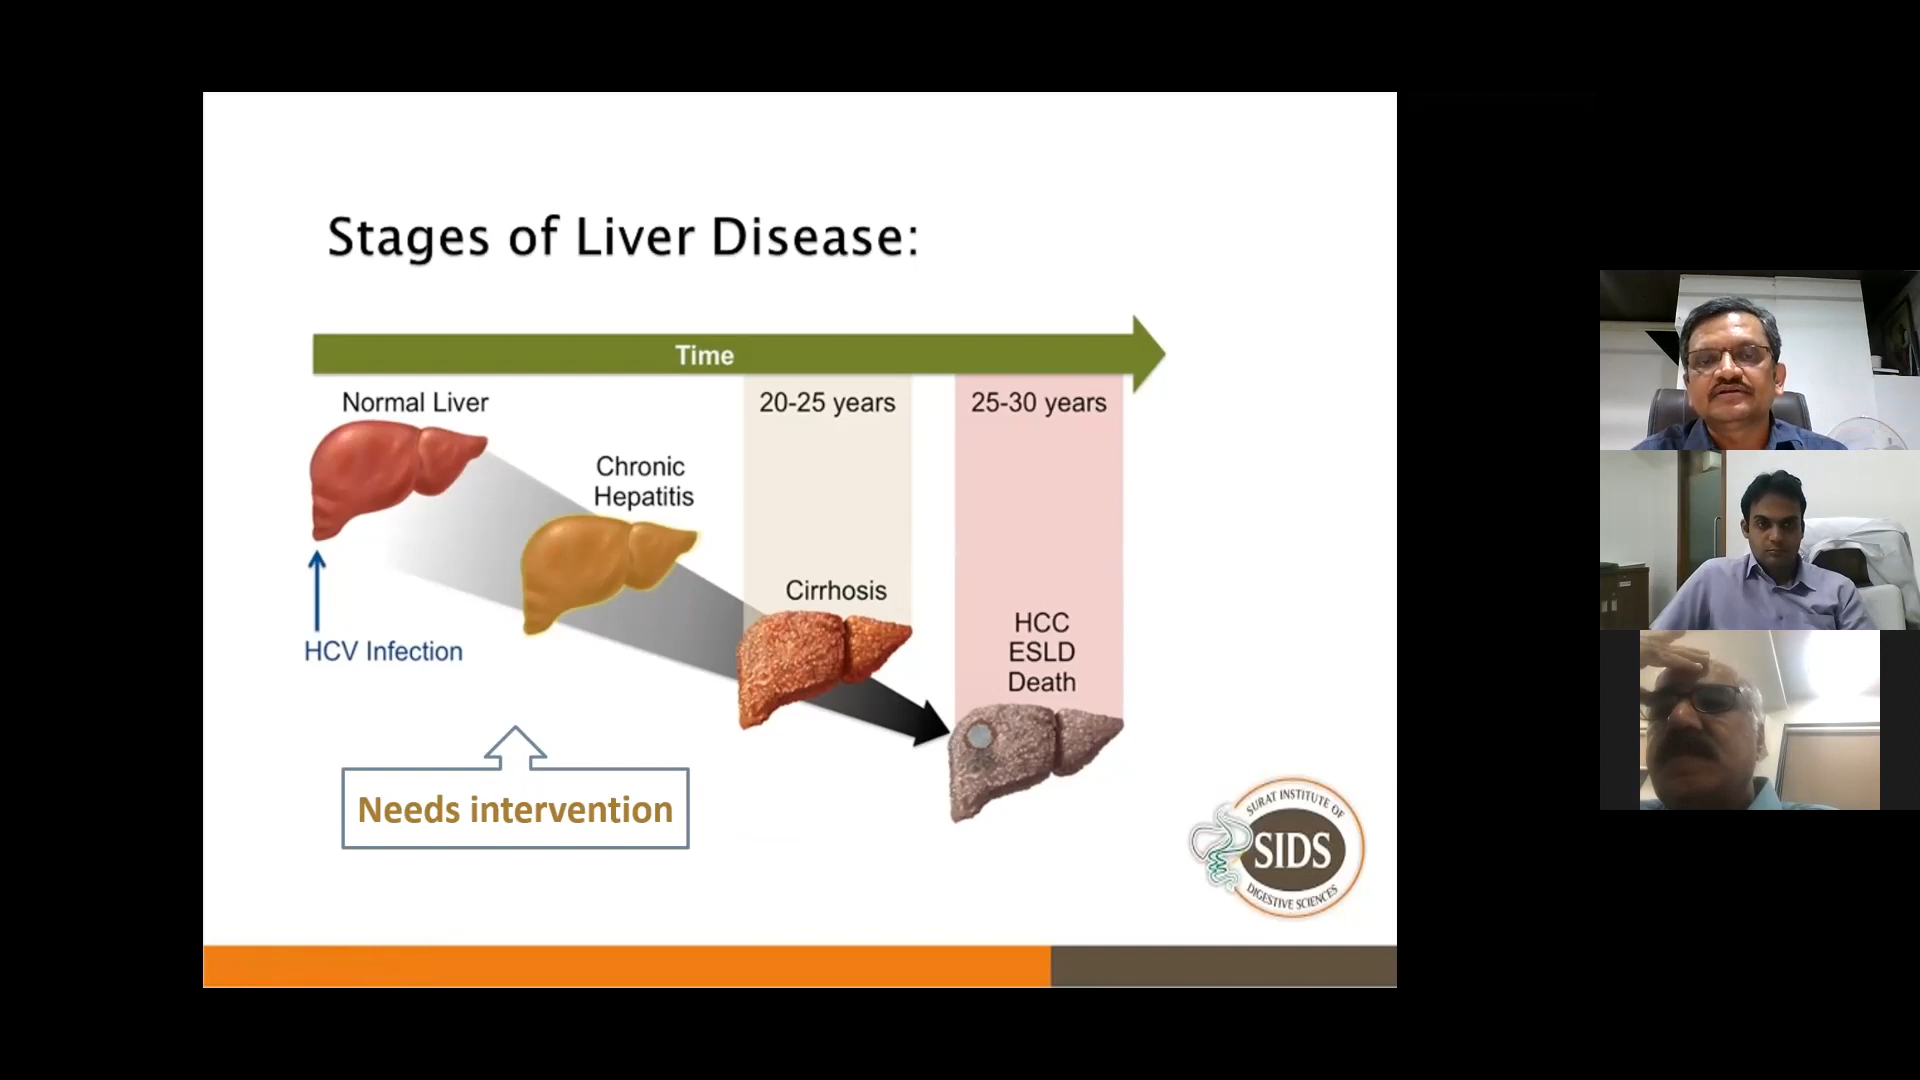 Stages of Liver Disease:
Time
Normal Liver
20-25 years
25-30 years
Chronic
Hepatitis
Cirrhosis
HCC
ESLD
Death
HCV Infection
Needs intervention
SURAT INSTITUTE OF
SIDS
DIGESTIVE SCIENCES